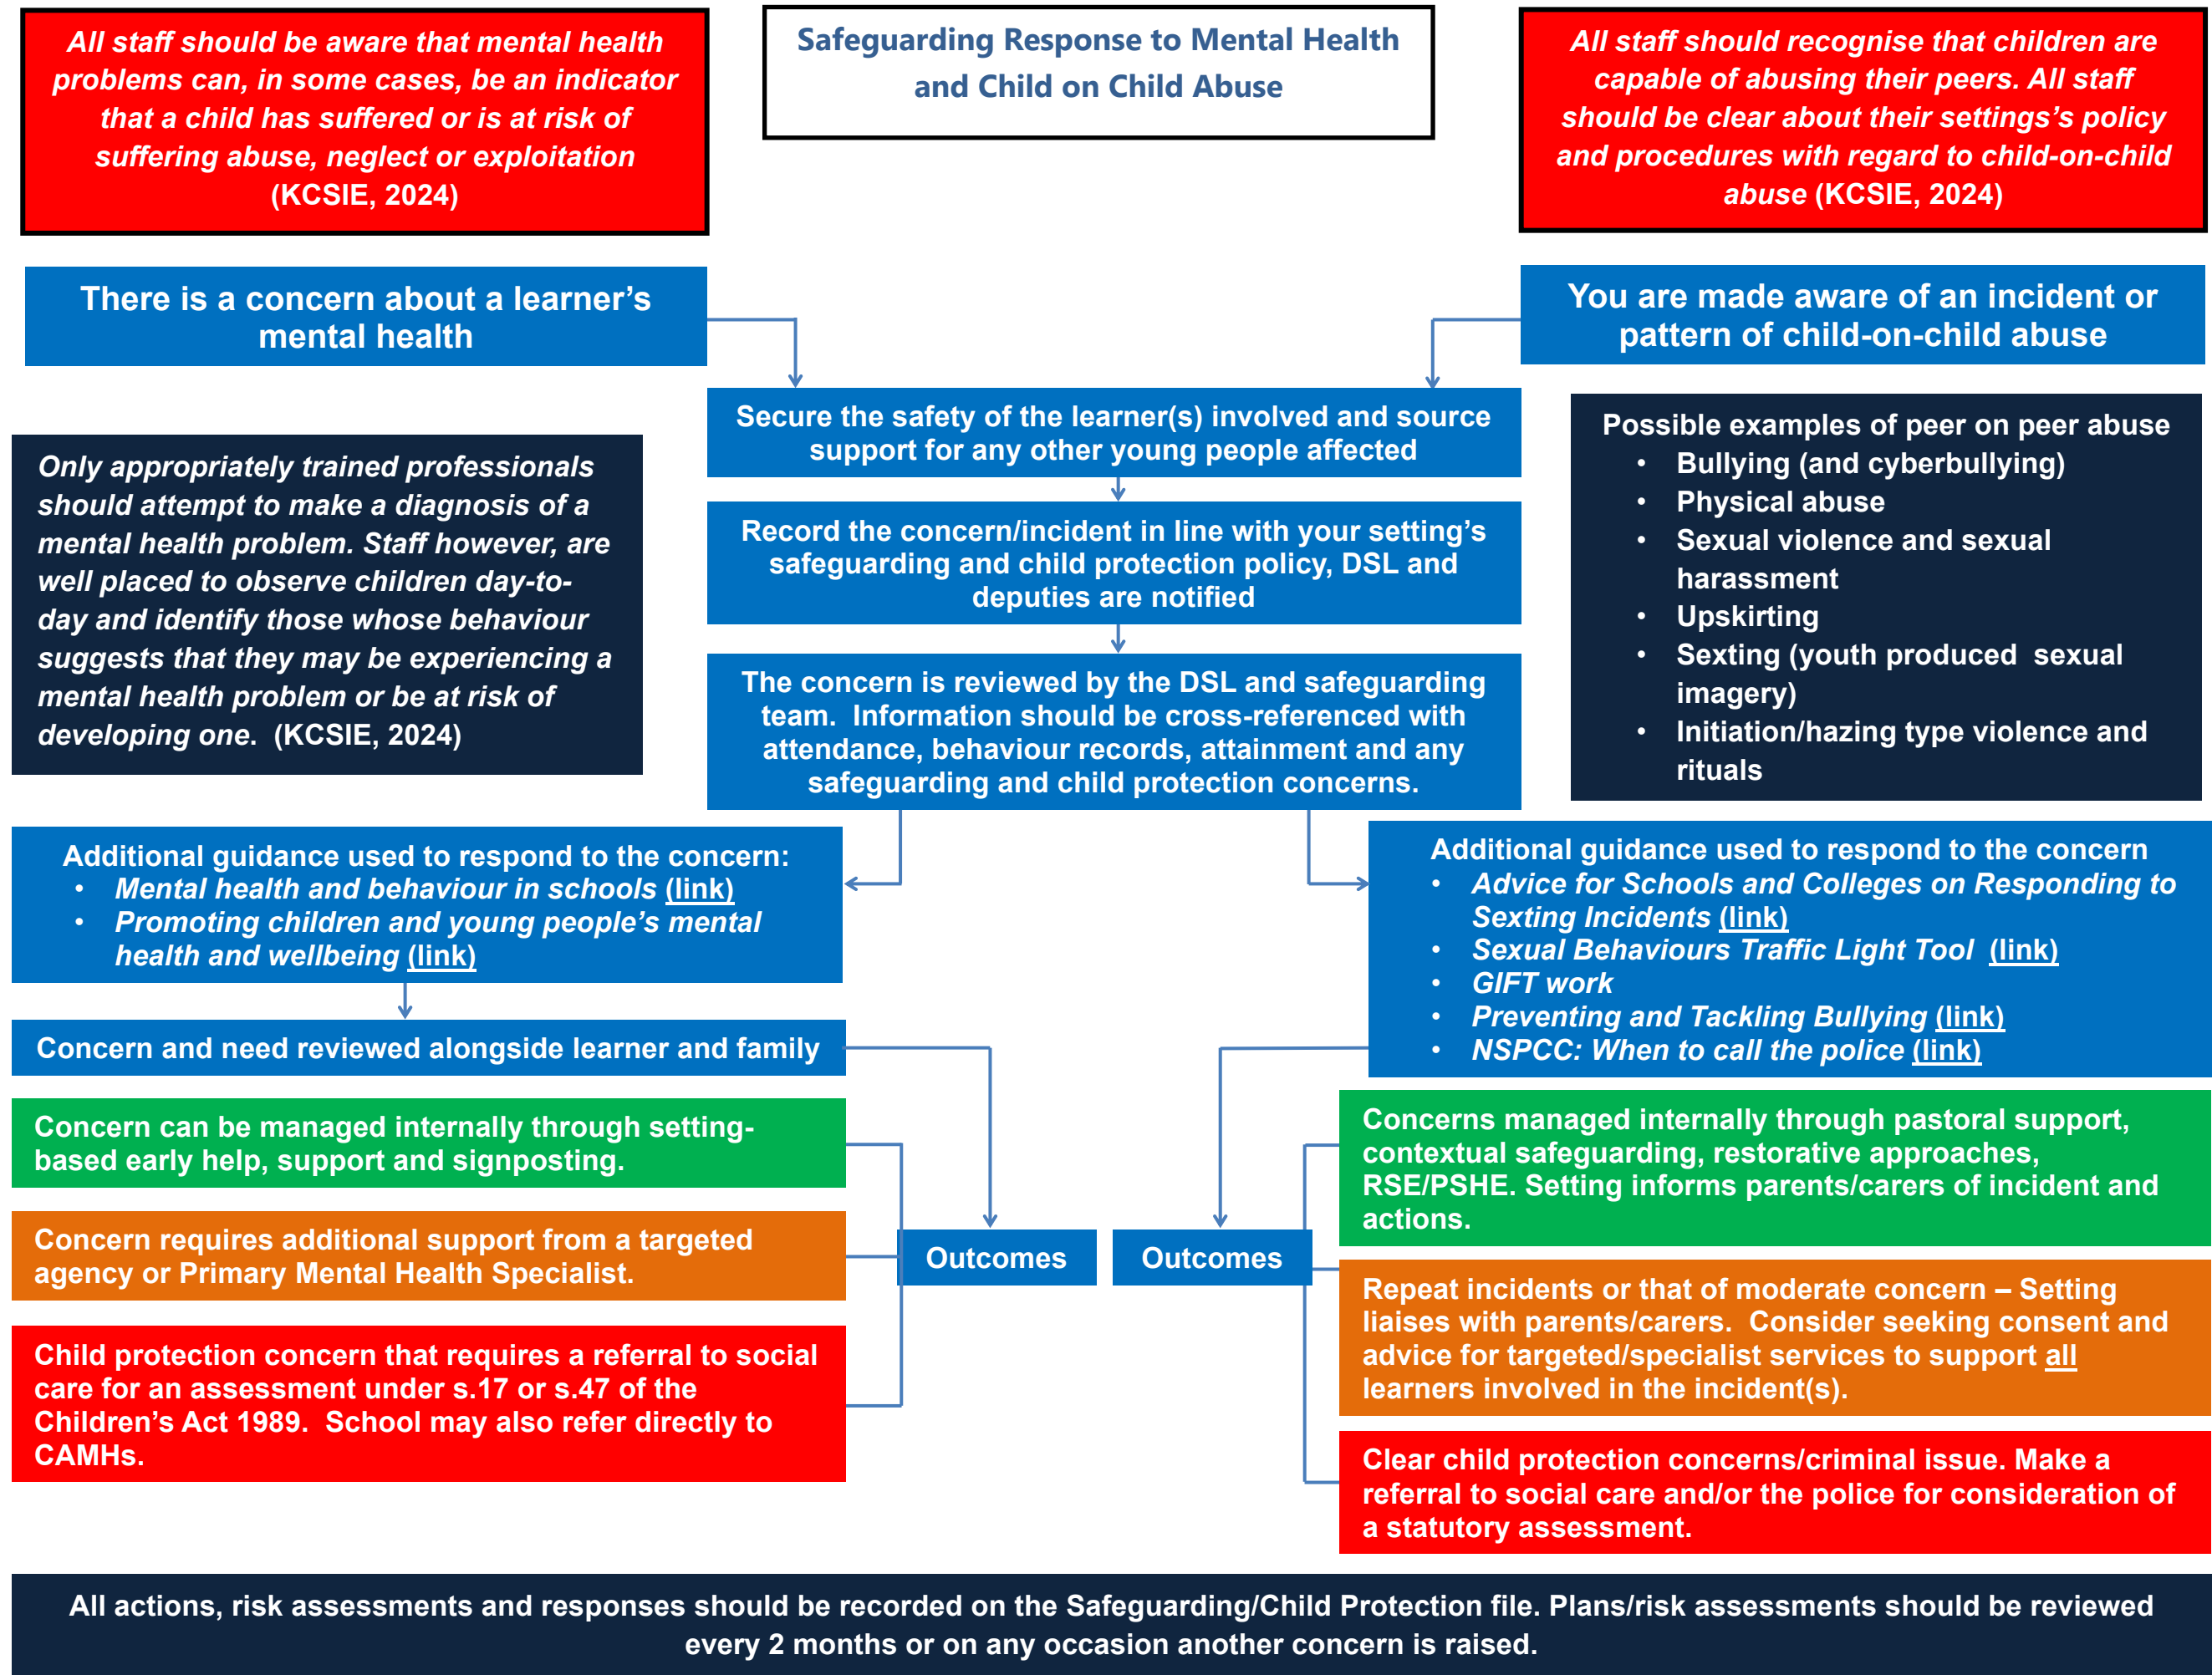 All staff should be aware that mental health
problems can, in some cases, be an indicator
that a child has suffered or is at risk of
suffering abuse, neglect or exploitation
(KCSIE, 2024)
Safeguarding Response to Mental Health
and Child on Child Abuse
All staff should recognise that children are
capable of abusing their peers. All staff
should be clear about their settings's policy
and procedures with regard to child-on-child
abuse (KCSIE, 2024)
There is a concern about a learner’s
mental health
You are made aware of an incident or
pattern of child-on-child abuse
Secure the safety of the learner(s) involved and source
support for any other young people affected
Only appropriately trained professionals
should attempt to make a diagnosis of a
mental health problem. Staff however, are
well placed to observe children day-to-
day and identify those whose behaviour
suggests that they may be experiencing a
mental health problem or be at risk of
developing one.  (KCSIE, 2024)
Record the concern/incident in line with your setting’s
safeguarding and child protection policy, DSL and
deputies are notified
The concern is reviewed by the DSL and safeguarding
team.  Information should be cross-referenced with
attendance, behaviour records, attainment and any
safeguarding and child protection concerns.
Possible examples of peer on peer abuse
• Bullying (and cyberbullying)
• Physical abuse
• Sexual violence and sexual
harassment
• Upskirting
• Sexting (youth produced  sexual
imagery)
• Initiation/hazing type violence and
rituals
Additional guidance used to respond to the concern:
• Mental health and behaviour in schools (link)
• Promoting children and young people’s mental
health and wellbeing (link)
Additional guidance used to respond to the concern
• Advice for Schools and Colleges on Responding to
Sexting Incidents (link)
• Sexual Behaviours Traffic Light Tool  (link)
• GIFT work
• Preventing and Tackling Bullying (link)
• NSPCC: When to call the police (link)
Concern and need reviewed alongside learner and family
Concern can be managed internally through setting-
based early help, support and signposting.
Concern requires additional support from a targeted
agency or Primary Mental Health Specialist.
Child protection concern that requires a referral to social
care for an assessment under s.17 or s.47 of the
Children’s Act 1989.  School may also refer directly to
CAMHs.
Outcomes
Outcomes
Concerns managed internally through pastoral support,
contextual safeguarding, restorative approaches,
RSE/PSHE. Setting informs parents/carers of incident and
actions.
Repeat incidents or that of moderate concern – Setting
liaises with parents/carers.  Consider seeking consent and
advice for targeted/specialist services to support all
learners involved in the incident(s).
Clear child protection concerns/criminal issue. Make a
referral to social care and/or the police for consideration of
a statutory assessment.
All actions, risk assessments and responses should be recorded on the Safeguarding/Child Protection file. Plans/risk assessments should be reviewed
every 2 months or on any occasion another concern is raised.